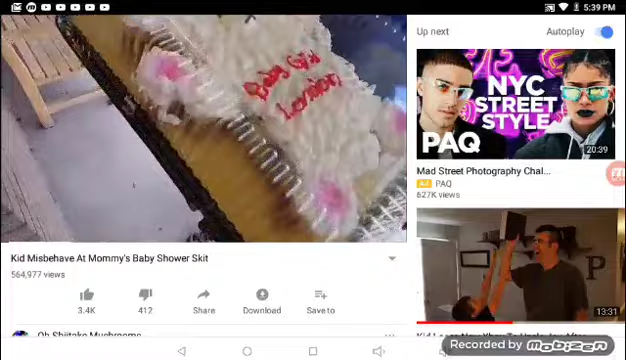 5:39 PM
Baby Girl
London
Up next
Autoplay
NYC
STREET
STYLE
PAQ
20:39
Mad Street Photography Chal...
Ad PAQ
627K views
P
13:31
Kid Misbehave At Mommy's Baby Shower Skit
564,977 views
3.4K
412
Share
Download
Save to
Oh Shiitake Mushrooms
Recorded by
mobizen